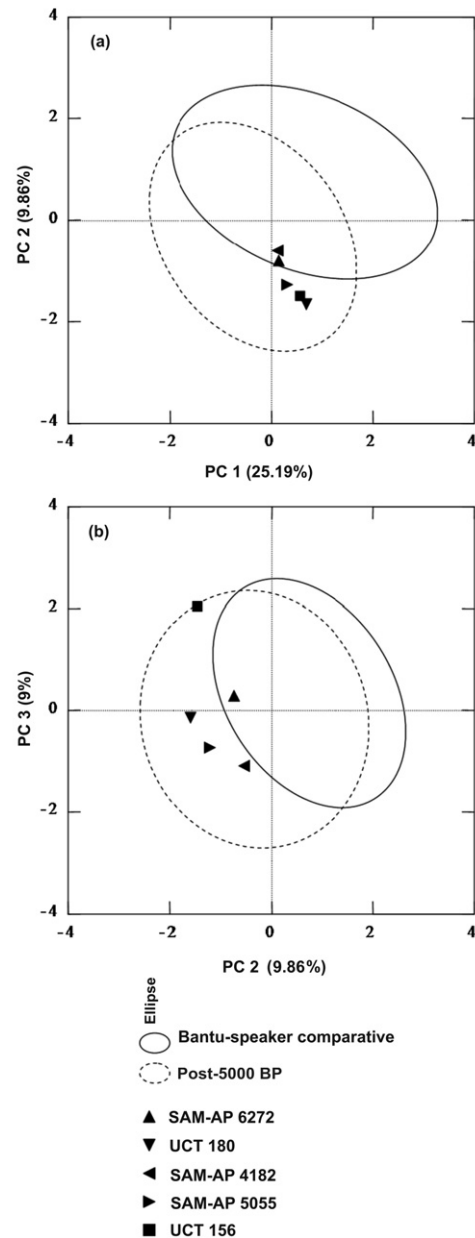 4
(a)
2
PC 2 (9.86%)
0
-2
-4
-4 -2 0 2 4
PC 1 (25.19%)
4
(b)
2
PC 3 (9%)
0
-2
-4
-4 -2 0 2 4
PC 2 (9.86%)
Ellipse
Bantu-speaker comparative
Post-5000 BP
SAM-AP 6272
UCT 180
SAM-AP 4182
SAM-AP 5055
UCT 156